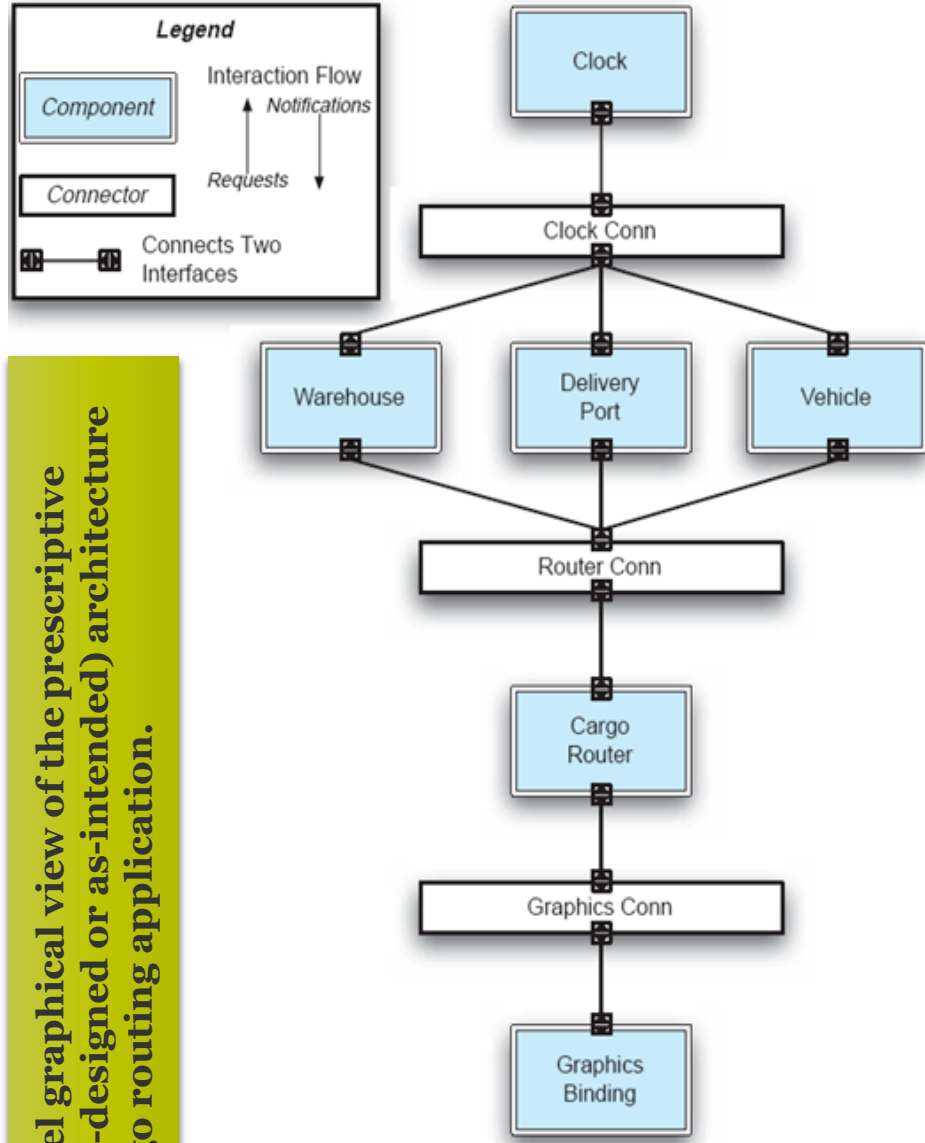 Legend
Component
Interaction Flow
Notifications
Requests
Connector
Connects Two
Interfaces
Clock
Clock Conn
Warehouse
Delivery
Port
Vehicle
Router Conn
Cargo
Router
Graphics Conn
Graphics
Binding
graphical view of the prescriptive
designed or as-intended) architecture
routing application.